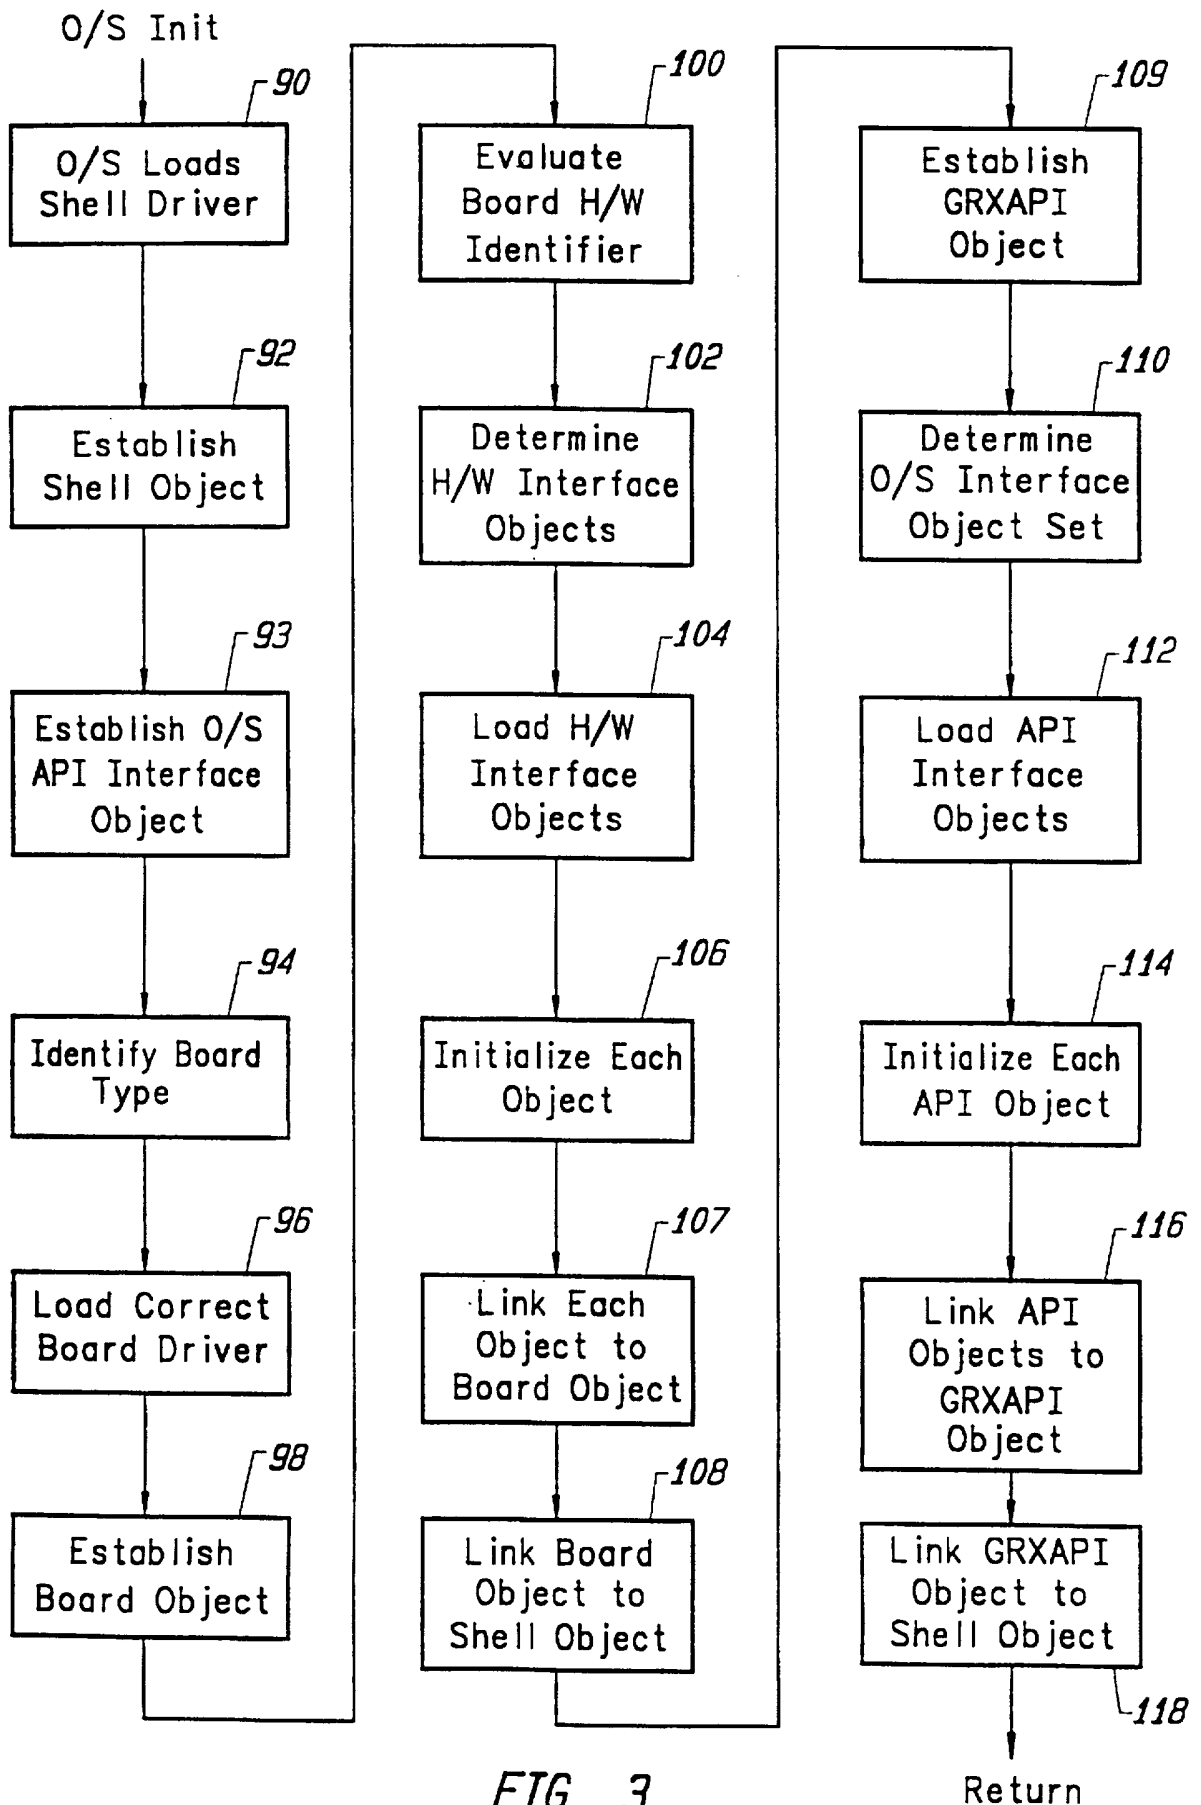 O/S Init
90
O/S Loads
Shell Driver
92
Establish
Shell Object
93
Establish O/S
API Interface
Object
94
Identify Board
Type
96
Load Correct
Board Driver
98
Establish
Board Object
100
Evaluate
Board H/W
Identifier
102
Determine
H/W Interface
Objects
104
Load H/W
Interface
Objects
106
Initialize Each
Object
107
Link Each
Object to
Board Object
108
Link Board
Object to
Shell Object
109
Establish
GRXAPI
Object
110
Determine
O/S Interface
Object Set
112
Load API
Interface
Objects
114
Initialize Each
API Object
116
Link API
Objects to
GRXAPI
Object
Link GRXAPI
Object to
Shell Object
118
Return
FIG_3